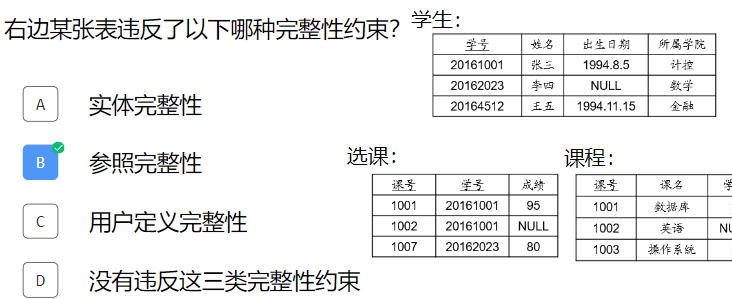 右边某张表违反了以下哪种完整性约束?
A 实体完整性
B 参照完整性
C 用户定义完整性
D 没有违反这三类完整性约束
学生:
学号 姓名 出生日期 所属学院
20161001 张三 1994.8.5 计控
20162023 李四 NULL 数学
20164512 王五 1994.11.15 金融
选课:
课号 学号 成绩
1001 20161001 95
1002 20161001 NULL
1007 20162023 80
课程:
课号 课名
1001 数据库
1002 英语
1003 操作系统